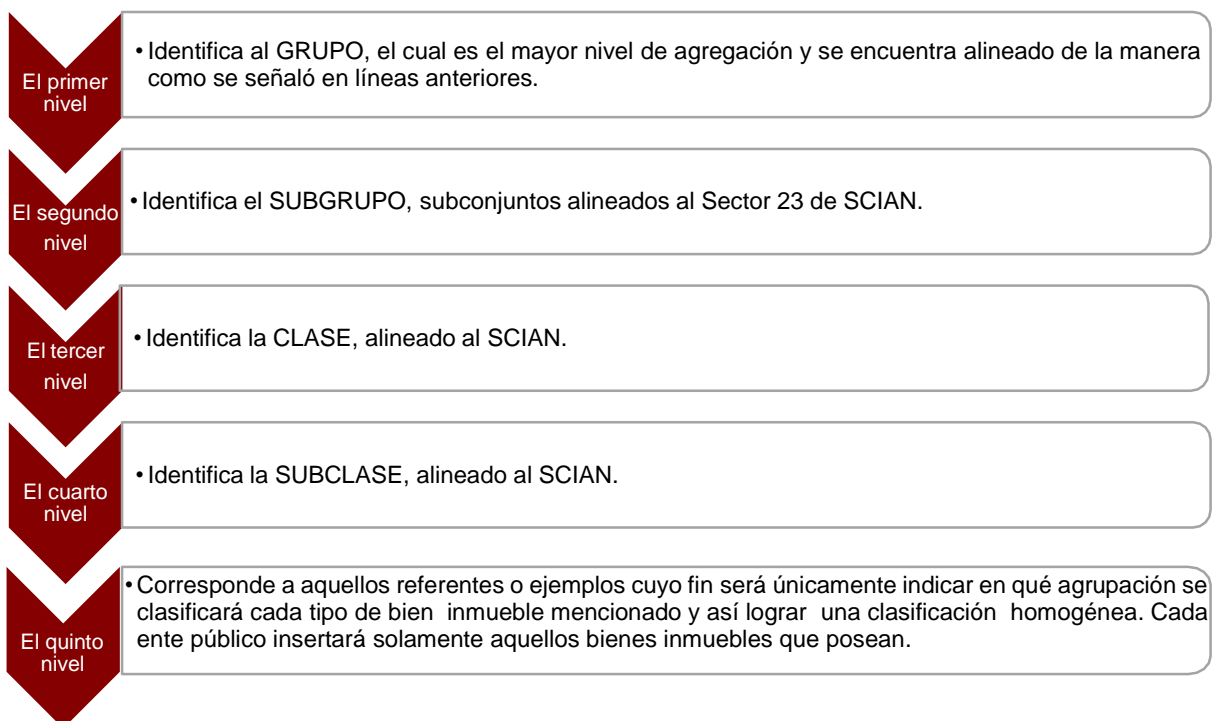 El primer
nivel
• Identifica al GRUPO, el cual es el mayor nivel de agregación y se encuentra alineado de la manera
como se señaló en líneas anteriores.
El segundo
nivel
• Identifica el SUBGRUPO, subconjuntos alineados al Sector 23 de SCIAN.
El tercer
nivel
• Identifica la CLASE, alineado al SCIAN.
El cuarto
nivel
• Identifica la SUBCLASE, alineado al SCIAN.
El quinto
nivel
• Corresponde a aquellos referentes o ejemplos cuyo fin será únicamente indicar en qué agrupación se
clasificará cada tipo de bien inmueble mencionado y así lograr una clasificación homogénea. Cada
ente público insertará solamente aquellos bienes inmuebles que posean.